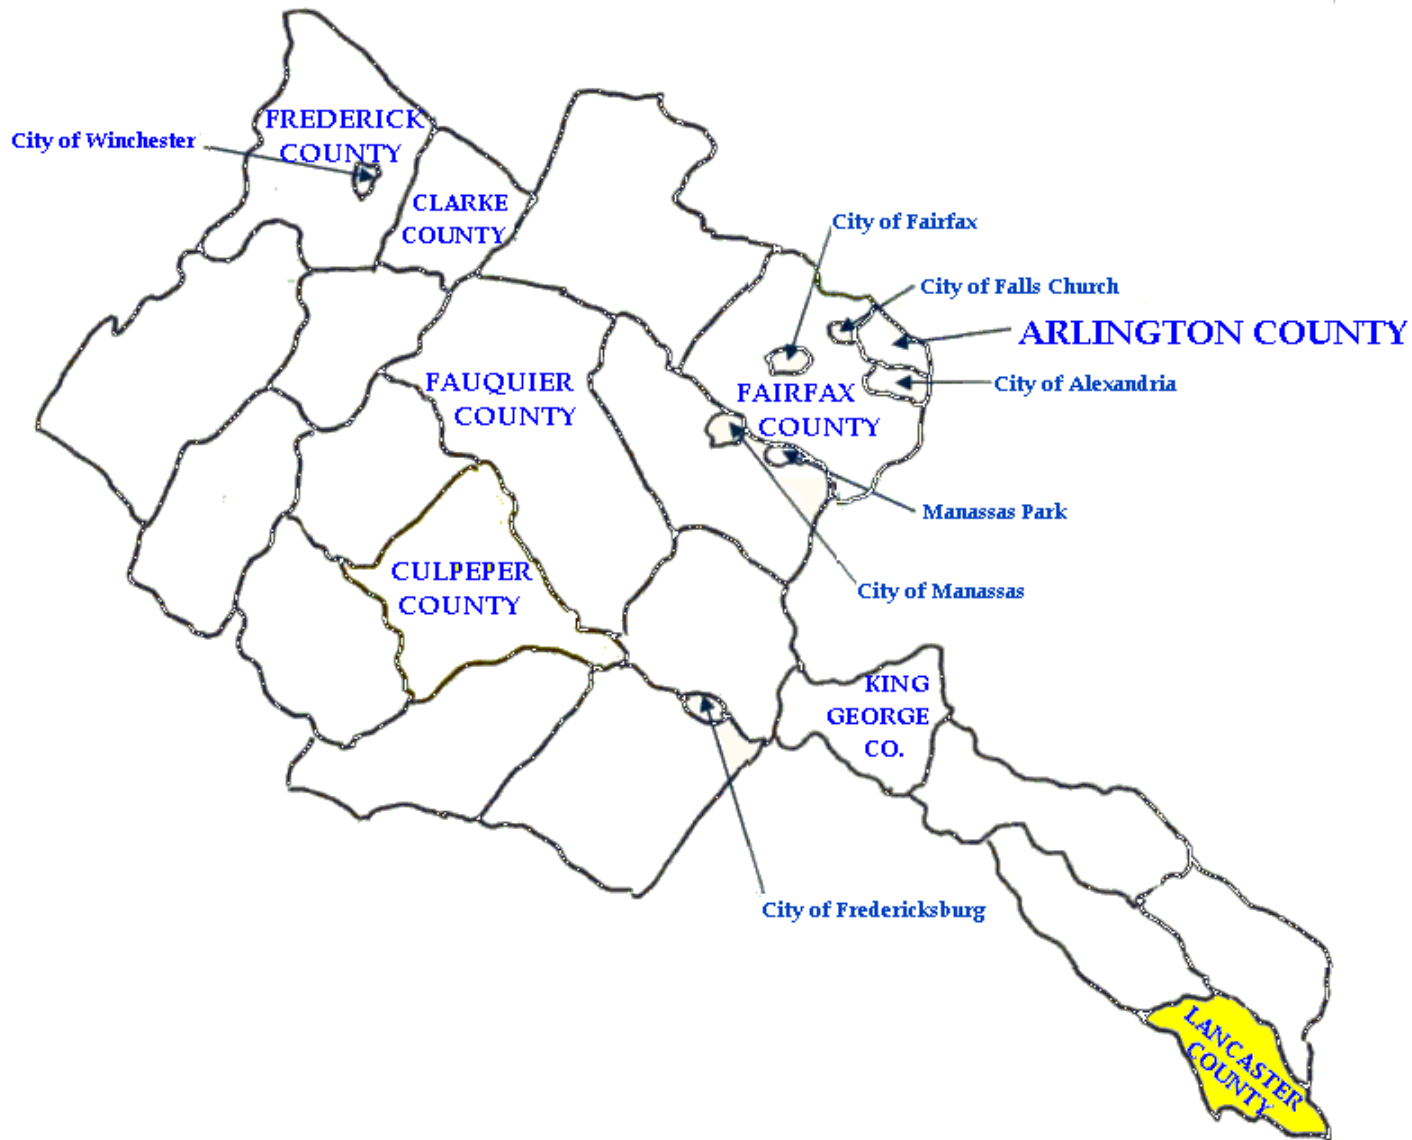 FREDERICK
COUNTY
City of Winchester
CLARKE
COUNTY
City of Fairfax
City of Falls Church
ARLINGTON COUNTY
City of Alexandria
FAUQUIER
COUNTY
FAIRFAX
COUNTY
Manassas Park
City of Manassas
CULPEPER
COUNTY
KING
GEORGE
CO.
City of Fredericksburg
LANCASTER
COUNTY